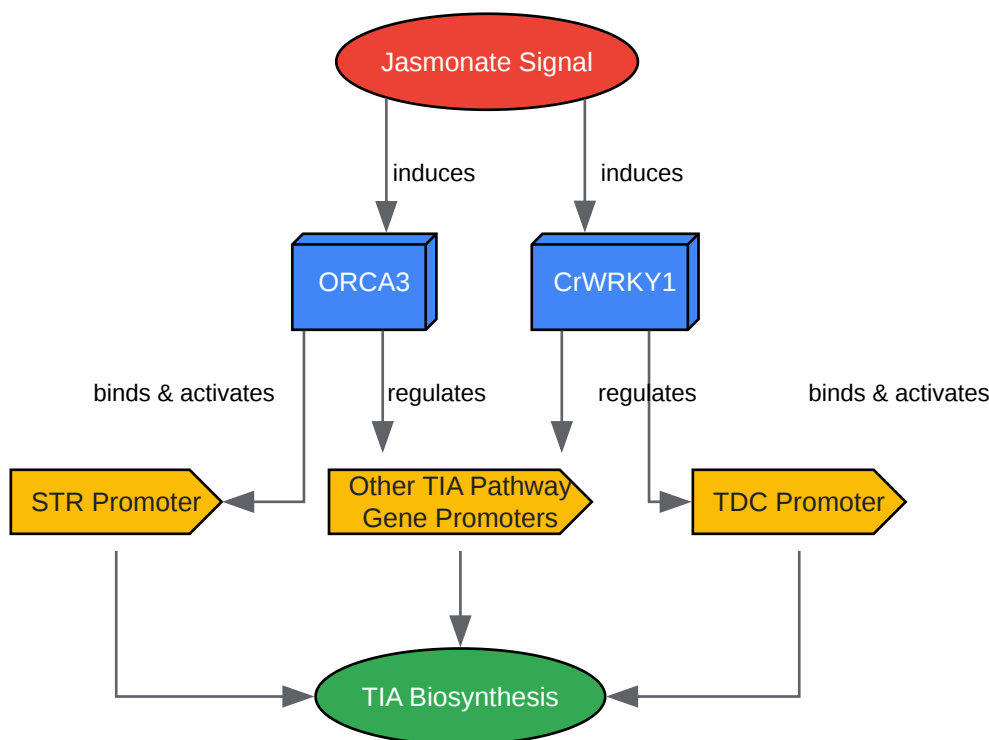 Jasmonate Signal
induces
induces
ORCA3
CrWRKY1
binds & activates
regulates
regulates
binds & activates
STR Promoter
Other TIA Pathway
Gene Promoters
TDC Promoter
TIA Biosynthesis